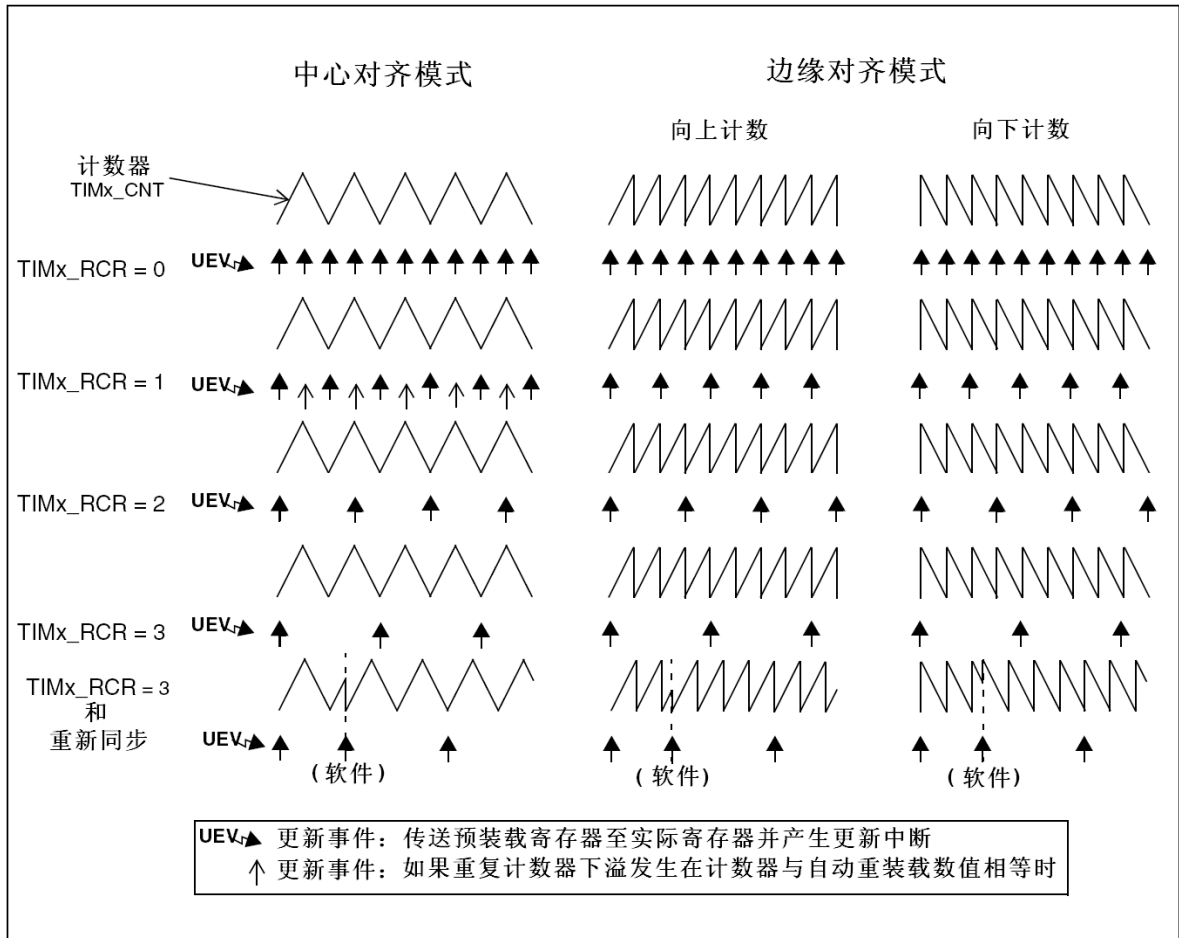 中心对齐模式
边缘对齐模式
向上计数
向下计数
计数器
TIMx_CNT
TIMx_RCR = 0
UEV
TIMx_RCR = 1
UEV
TIMx_RCR = 2
UEV
TIMx_RCR = 3
UEV
TIMx_RCR = 3
和
重新同步
UEV
(软件)
(软件)
(软件)
UEV 更新事件：传送预装载寄存器至实际寄存器并产生更新中断
更新事件：如果重复计数器下溢发生在计数器与自动重装载数值相等时